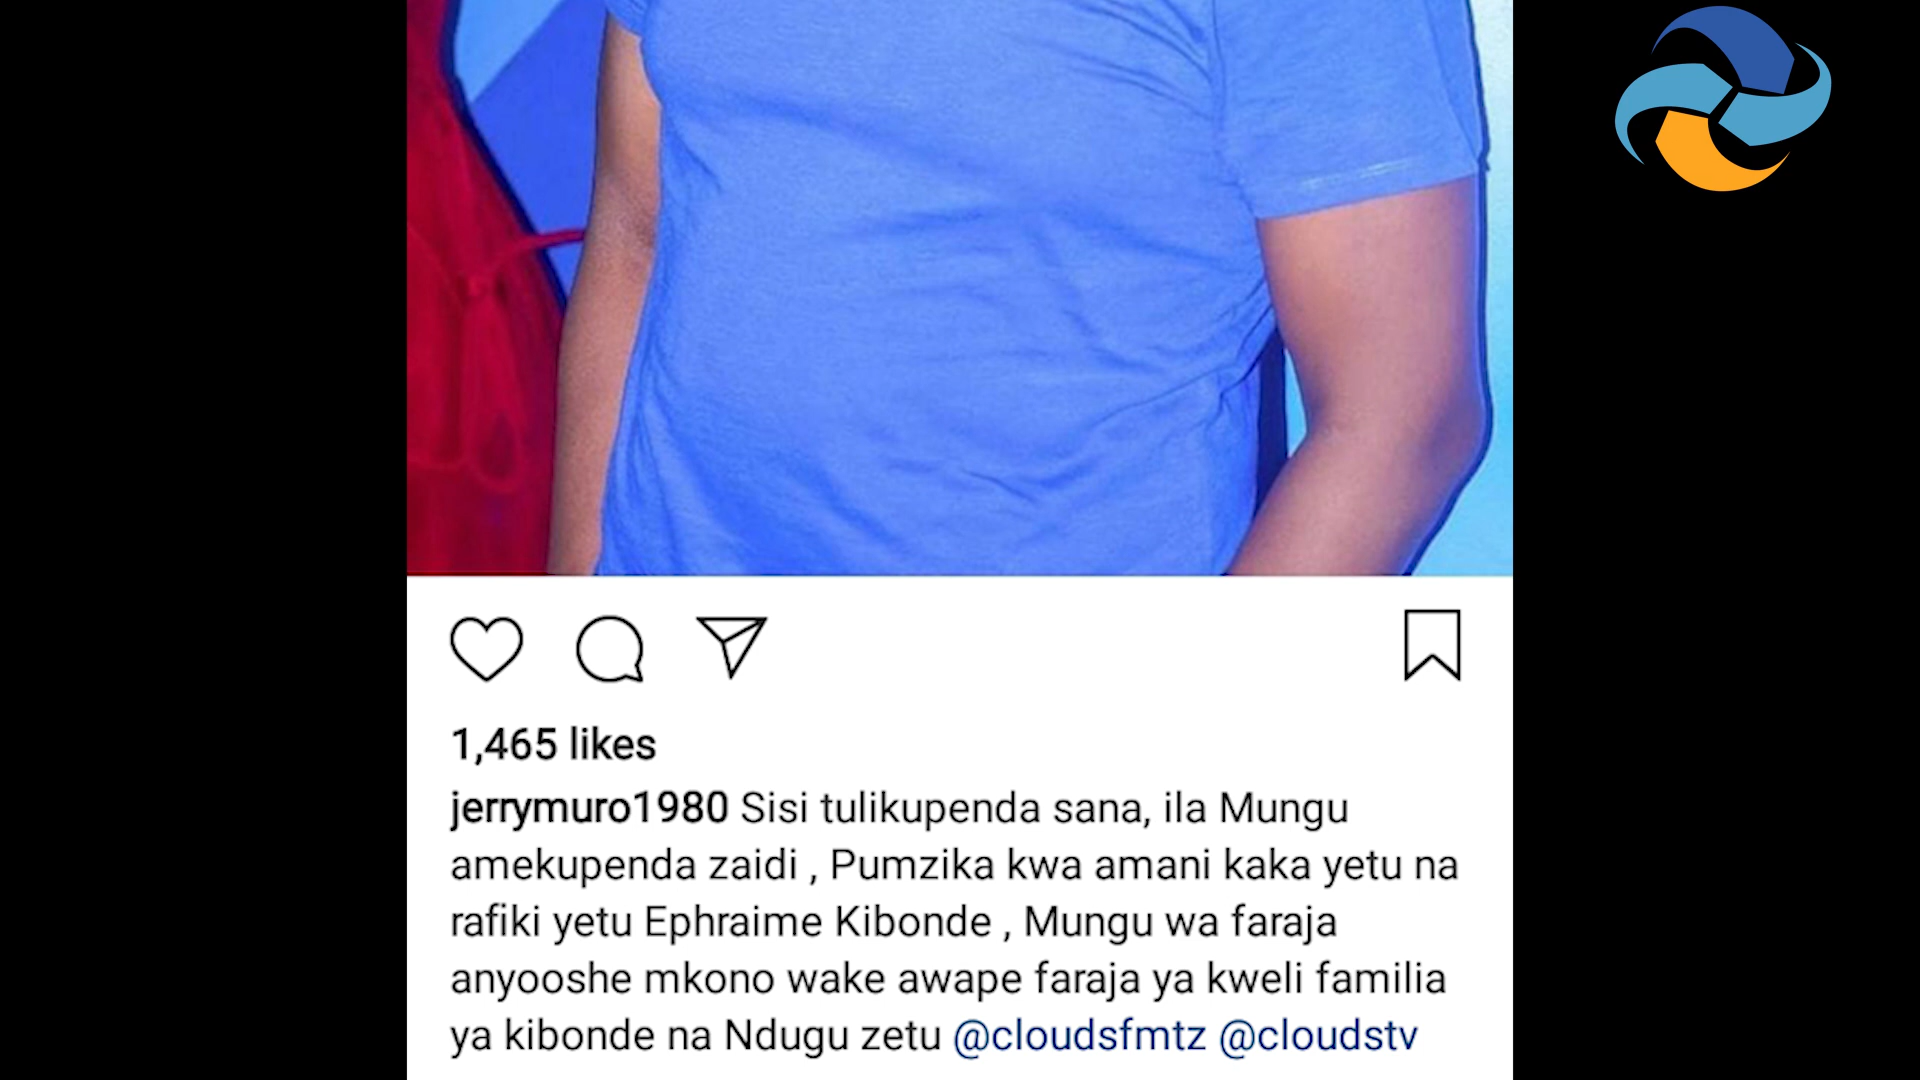 1,465 likes
jerrymuro1980 Sisi tulikupenda sana, ila Mungu
amekupenda zaidi , Pumzika kwa amani kaka yetu na
rafiki yetu Ephraime Kibonde , Mungu wa faraja
anyooshe mkono wake awape faraja ya kweli familia
ya kibonde na Ndugu zetu @cloudsfmtz @cloudstv